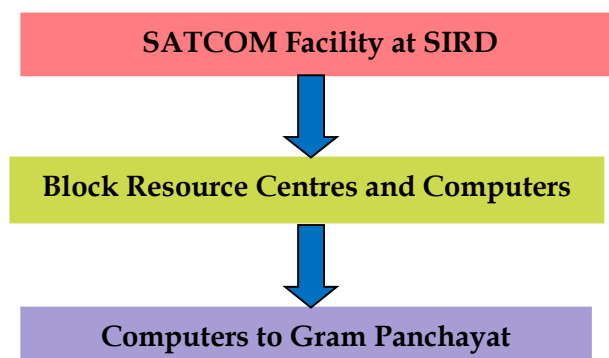 SATCOM Facility at SIRD
Block Resource Centres and Computers
Computers to Gram Panchayat